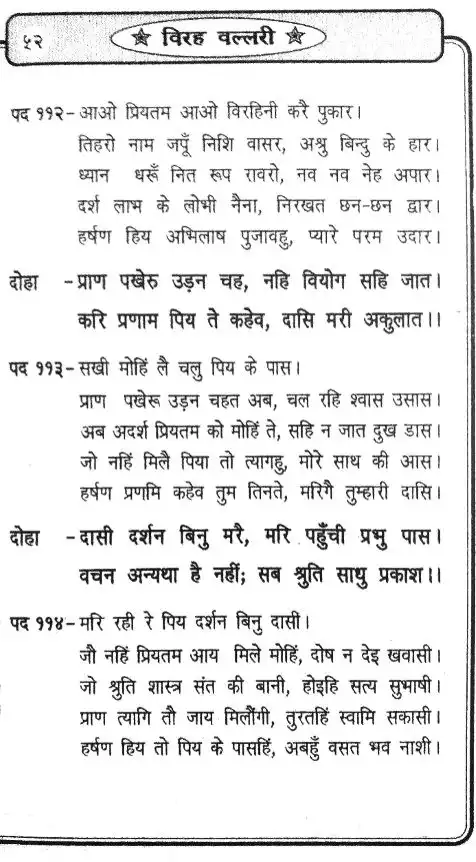 ५२
★ विरह वल्लरी ★
पद ११२- आओ प्रियतम आओ विरहिनी करै पुकार।
तिहरो नाम जपूँ निशि वासर, अश्रु बिन्दु के हार।
ध्यान धरूँ नित रूप रावरो, नव नव नेह अपार।
दर्श लाभ के लोभी नैना, निरखत छन-छन द्वार।
हर्षण हिय अभिलाष पुजावहु, प्यारे परम उदार।
दोहा - प्राण पखेरु उड़न चह, नहि वियोग सहि जात।
करि प्रणाम पिय ते कहेव, दासि मरी अकुलात।।
पद ११३- सखी मोहिं लै चलु पिय के पास।
प्राण पखेरू उड़न चहत अब, चल रहि श्वास उसास।
अब अदर्श प्रियतम को मोहिं ते, सहि न जात दुख डास।
जो नहिं मिलै पिया तो त्यागहु, मोरे साथ की आस।
हर्षण प्रणमि कहेव तुम तिनते, मरिगै तुम्हारी दासि।
दोहा - दासी दर्शन बिनु मरै, मरि पहुँची प्रभु पास।
वचन अन्यथा है नहीं; सब श्रुति साधु प्रकाश।।
पद ११४- मरि रही रे पिय दर्शन बिनु दासी।
जौ नहिं प्रियतम आय मिले मोहिं, दोष न देइ खवासी।
जो श्रुति शास्त्र संत की बानी, होइहि सत्य सुभाषी।
प्राण त्यागि तौ जाय मिलौंगी, तुरतहिं स्वामि सकासी।
हर्षण हिय तो पिय के पासहिं, अबहुँ वसत भव नाशी।